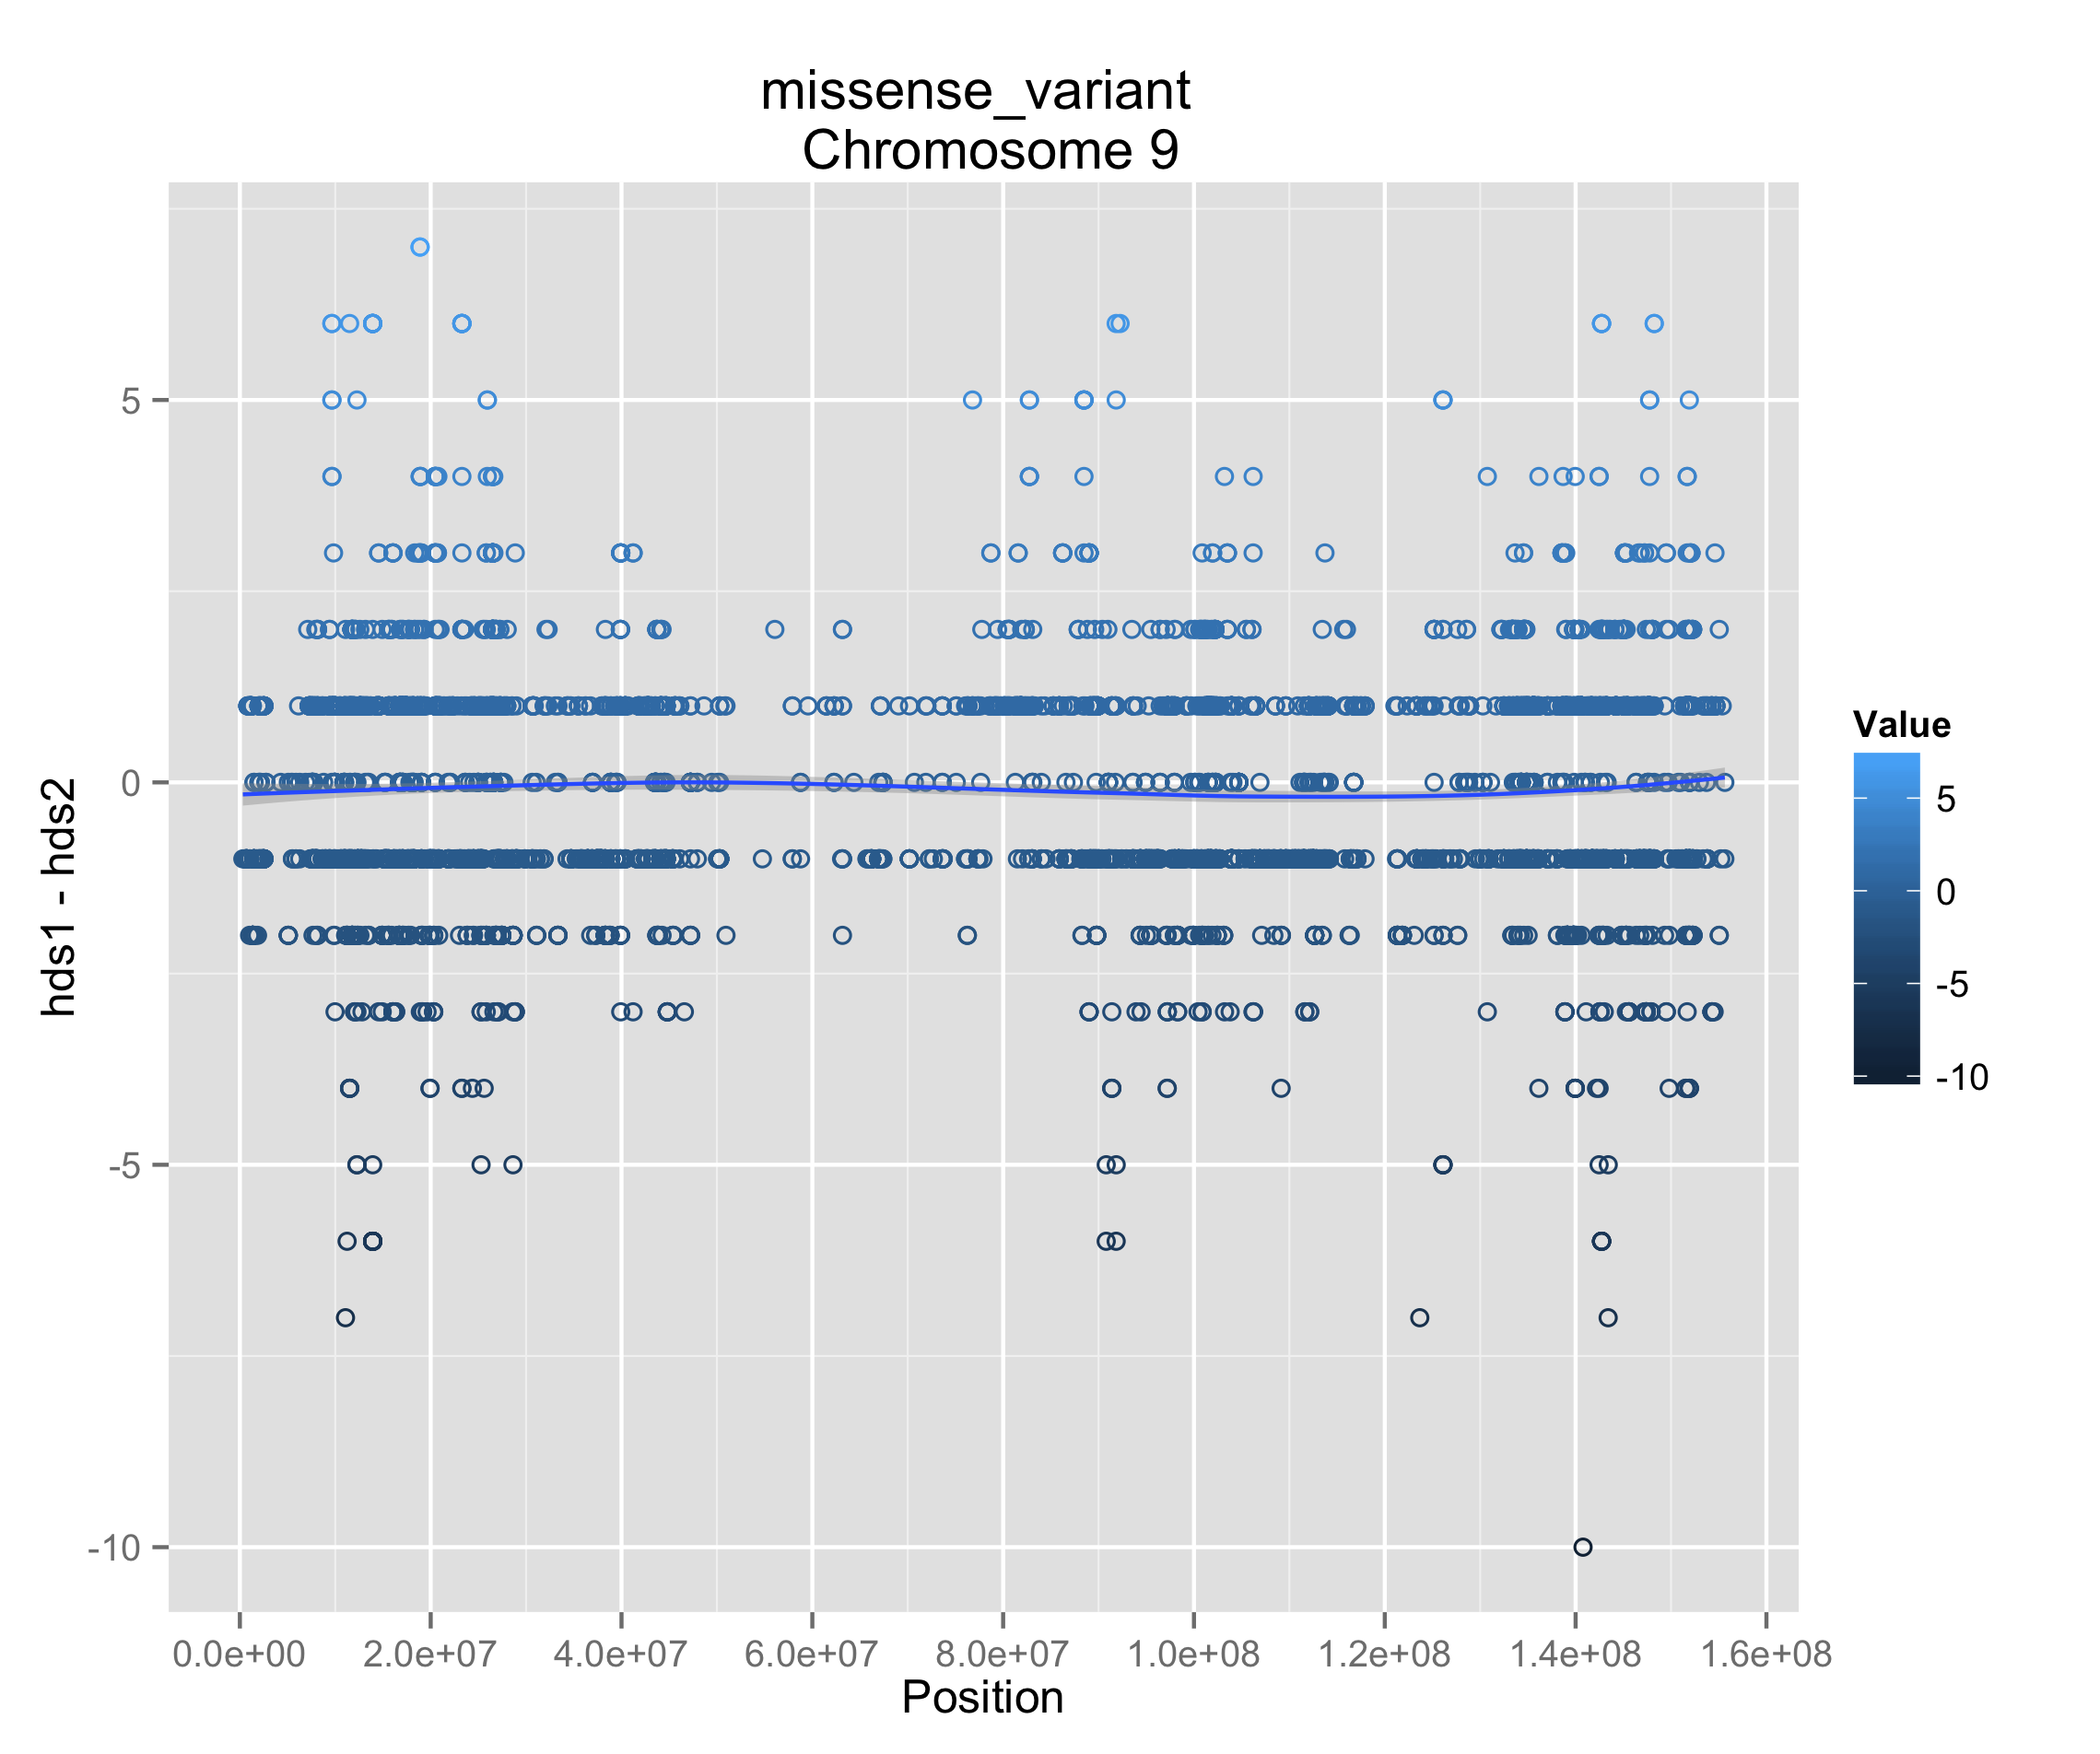 missense_variant
Chromosome 9
hds1 - hds2
5
0
-5
-10
0.0e+00 2.0e+07 4.0e+07 6.0e+07 8.0e+07 1.0e+08 1.2e+08 1.4e+08 1.6e+08
Position
Value
5
0
-5
-10